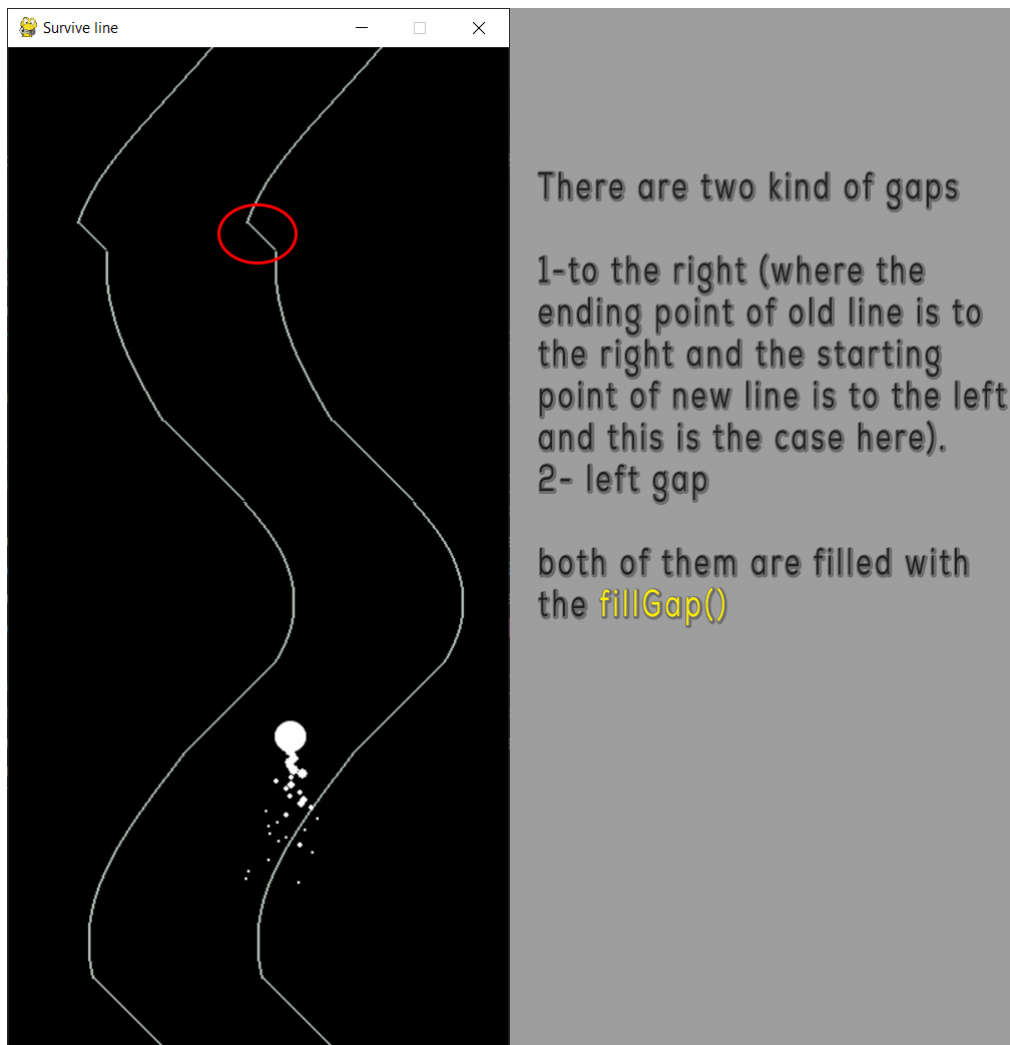 Survive line
There are two kind of gaps
1-to the right (where the
ending point of old line is to
the right and the starting
point of new line is to the left
and this is the case here).
2- left gap
both of them are filled with
the fillGap()